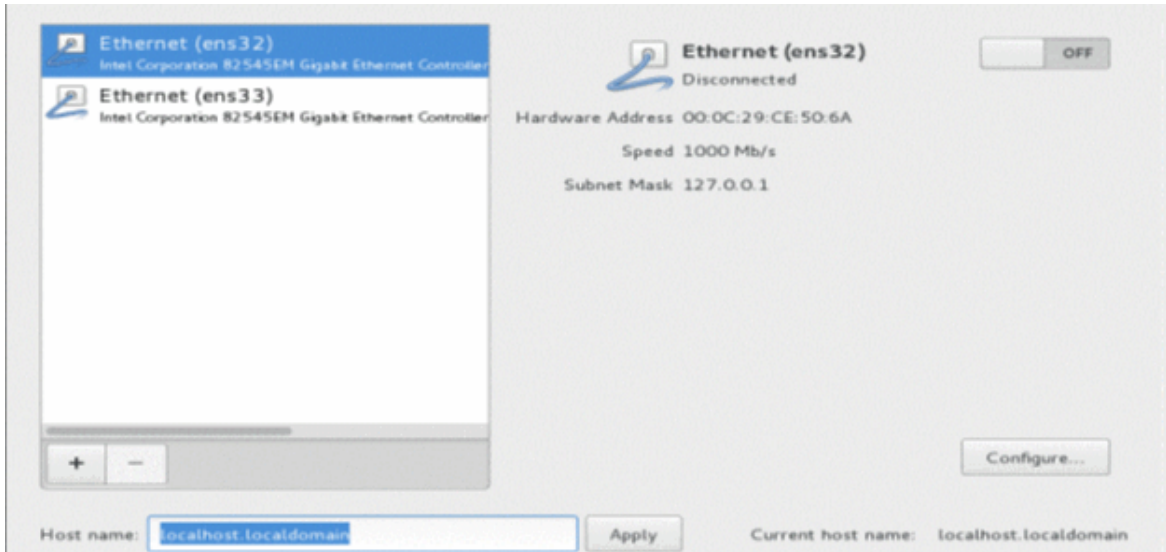 Ethernet (ens32)
Intel Corporation 82545EM Gigabit Ethernet Controller
Ethernet (ens33)
Intel Corporation 82545EM Gigabit Ethernet Controller
+ −
Ethernet (ens32)
Disconnected
OFF
Hardware Address 00:0C:29:CE:50:6A
Speed 1000 Mb/s
Subnet Mask 127.0.0.1
Configure...
Host name: localhost.localdomain Apply Current host name: localhost.localdomain